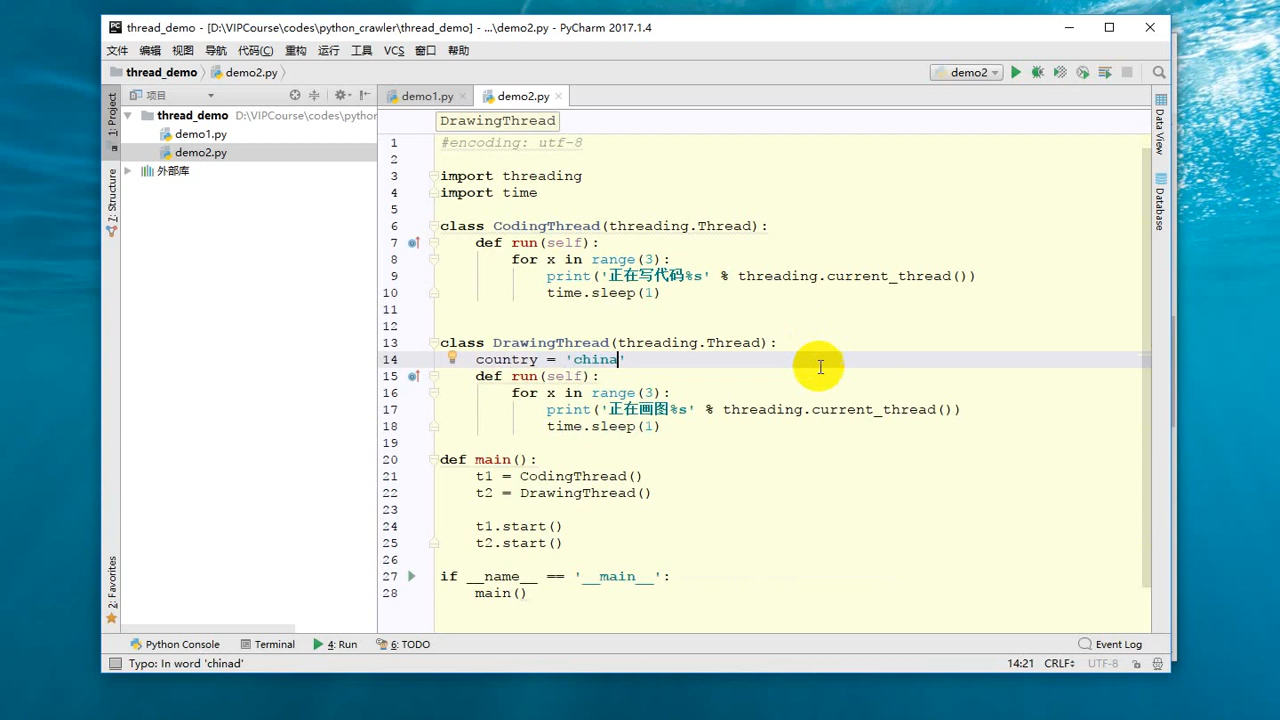 thread_demo - [D:\VIPCourse\codes\python_crawler\thread_demo] - ...\demo2.py - PyCharm 2017.1.4
文件 编辑 视图 导航 代码(C) 重构 运行 工具 VCS 窗口 帮助
thread_demo demo2.py demo2
项目 demo1.py demo2.py
1: Project
7: Structure
2: Favorites
thread_demo D:\VIPCourse\codes\python
demo1.py
demo2.py
外部库
DrawingThread
1 #encoding: utf-8
2
3 import threading
4 import time
5
6 class CodingThread(threading.Thread):
7 def run(self):
8 for x in range(3):
9 print('正在写代码%s' % threading.current_thread())
10 time.sleep(1)
11
12
13 class DrawingThread(threading.Thread):
14 country = 'china'
15 def run(self):
16 for x in range(3):
17 print('正在画图%s' % threading.current_thread())
18 time.sleep(1)
19
20 def main():
21 t1 = CodingThread()
22 t2 = DrawingThread()
23
24 t1.start()
25 t2.start()
26
27 if __name__ == '__main__':
28 main()
Data View
Database
Python Console Terminal 4: Run 6: TODO Event Log
Typo: In word 'chinad' 14:21 CRLF UTF-8